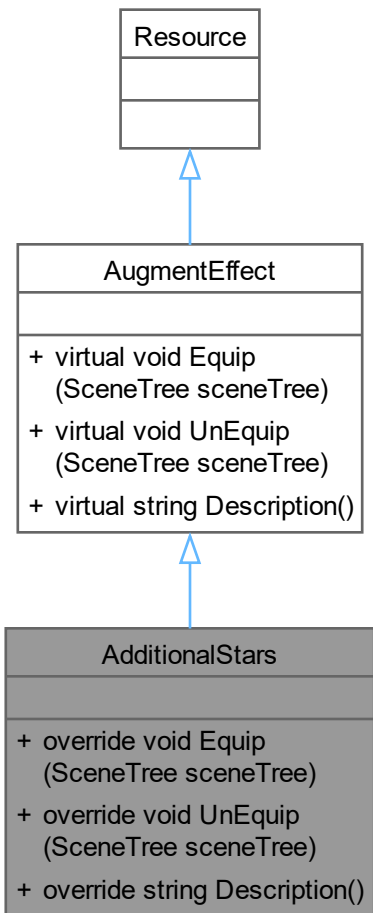 Resource
AugmentEffect
+ virtual void Equip
(SceneTree sceneTree)
+ virtual void UnEquip
(SceneTree sceneTree)
+ virtual string Description()
AdditionalStars
+ override void Equip
(SceneTree sceneTree)
+ override void UnEquip
(SceneTree sceneTree)
+ override string Description()